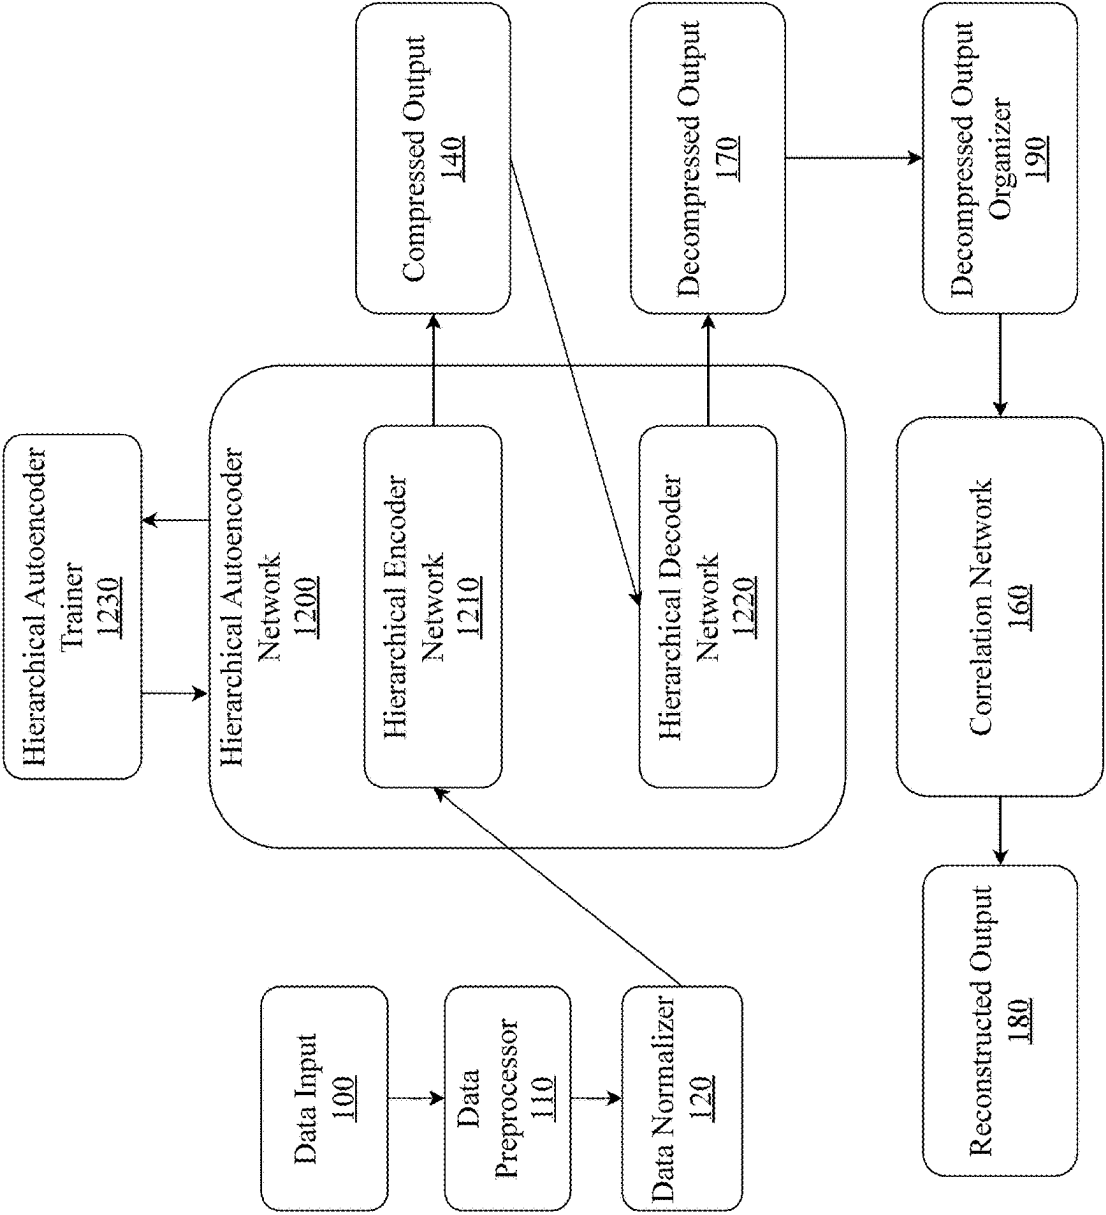 Hierarchical Autoencoder
Trainer
1230
Data Input
100
Data
Preprocessor
110
Data Normalizer
120
Hierarchical Autoencoder
Network
1200
Hierarchical Encoder
Network
1210
Hierarchical Decoder
Network
1220
Compressed Output
140
Decompressed Output
170
Decompressed Output
Organizer
190
Correlation Network
160
Reconstructed Output
180